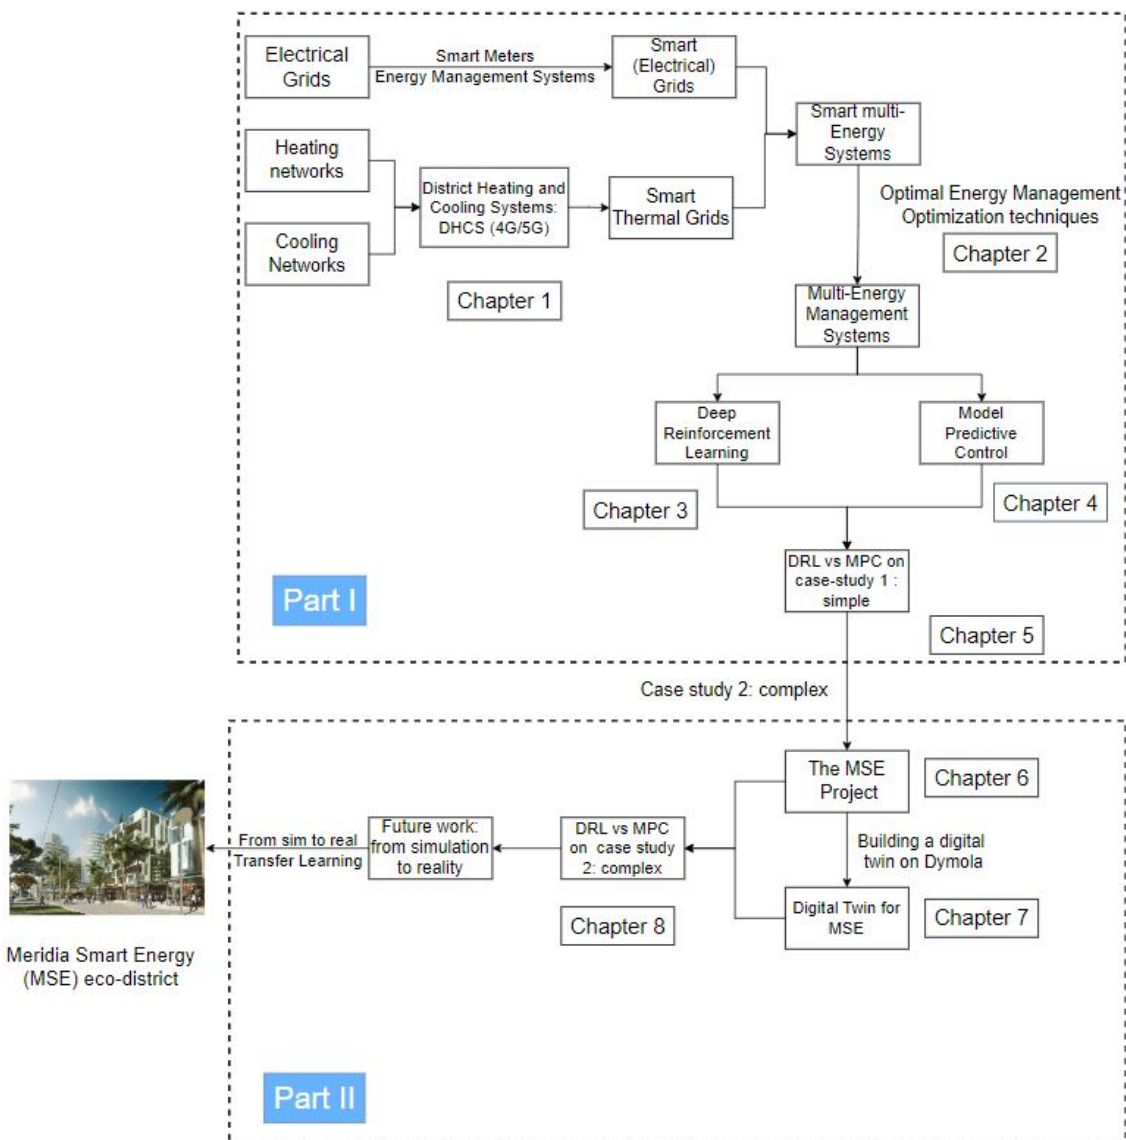 Electrical
Grids
Smart Meters
Energy Management Systems
Smart
(Electrical)
Grids
Heating
networks
Cooling
Networks
District Heating and
Cooling Systems:
DHCS (4G/5G)
Smart
Thermal Grids
Smart multi-
Energy
Systems
Chapter 1
Optimal Energy Management
Optimization techniques
Chapter 2
Multi-Energy
Management
Systems
Deep
Reinforcement
Learning
Model
Predictive
Control
Chapter 3
Chapter 4
DRL vs MPC on
case-study 1 :
simple
Part I
Chapter 5
Case study 2: complex
The MSE
Project
Chapter 6
Building a digital
twin on Dymola
Digital Twin for
MSE
Chapter 7
DRL vs MPC
on case study
2: complex
Chapter 8
Future work:
from simulation
to reality
From sim to real
Transfer Learning
Meridia Smart Energy
(MSE) eco-district
Part II